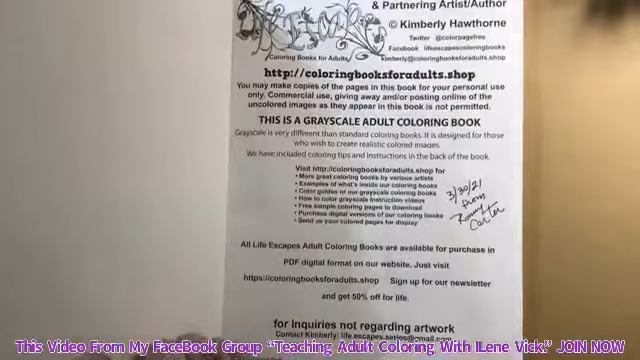 & Partnering Artist/Author
© Kimberly Hawthorne
Twitter @colorpagefree
Facebook lifeescapescoloringbooks
kimberly@coloringbooksforadults.shop
Coloring Books for Adults
http://coloringbooksforadults.shop
You may make copies of the pages in this book for your personal use
only. Commercial use, giving away and/or posting online of the
uncolored images as they appear in this book is not permitted.
THIS IS A GRAYSCALE ADULT COLORING BOOK
Grayscale is very different than standard coloring books. It is designed for those
who wish to create realistic colored images.
We have included coloring tips and instructions in the back of the book.
Visit http://coloringbooksforadults.shop for
• More great coloring books by various artists
• Examples of what's inside our coloring books
• Color guides for our grayscale coloring books
• How to color grayscale instruction videos
• Free sample coloring pages to download
• Purchase digital versions of our coloring books
• Send us your colored pages for display
3/30/21
from
Carter
All Life Escapes Adult Coloring Books are available for purchase in
PDF digital format on our website. Just visit
https://coloringbooksforadults.shop Sign up for our newsletter
and get 50% off for life.
for Inquiries not regarding artwork
Contact Kimberly: life.escapes.series@gmail.com
This Video From My FaceBook Group “Teaching Adult Coloring With ILene Vick” JOIN NOW